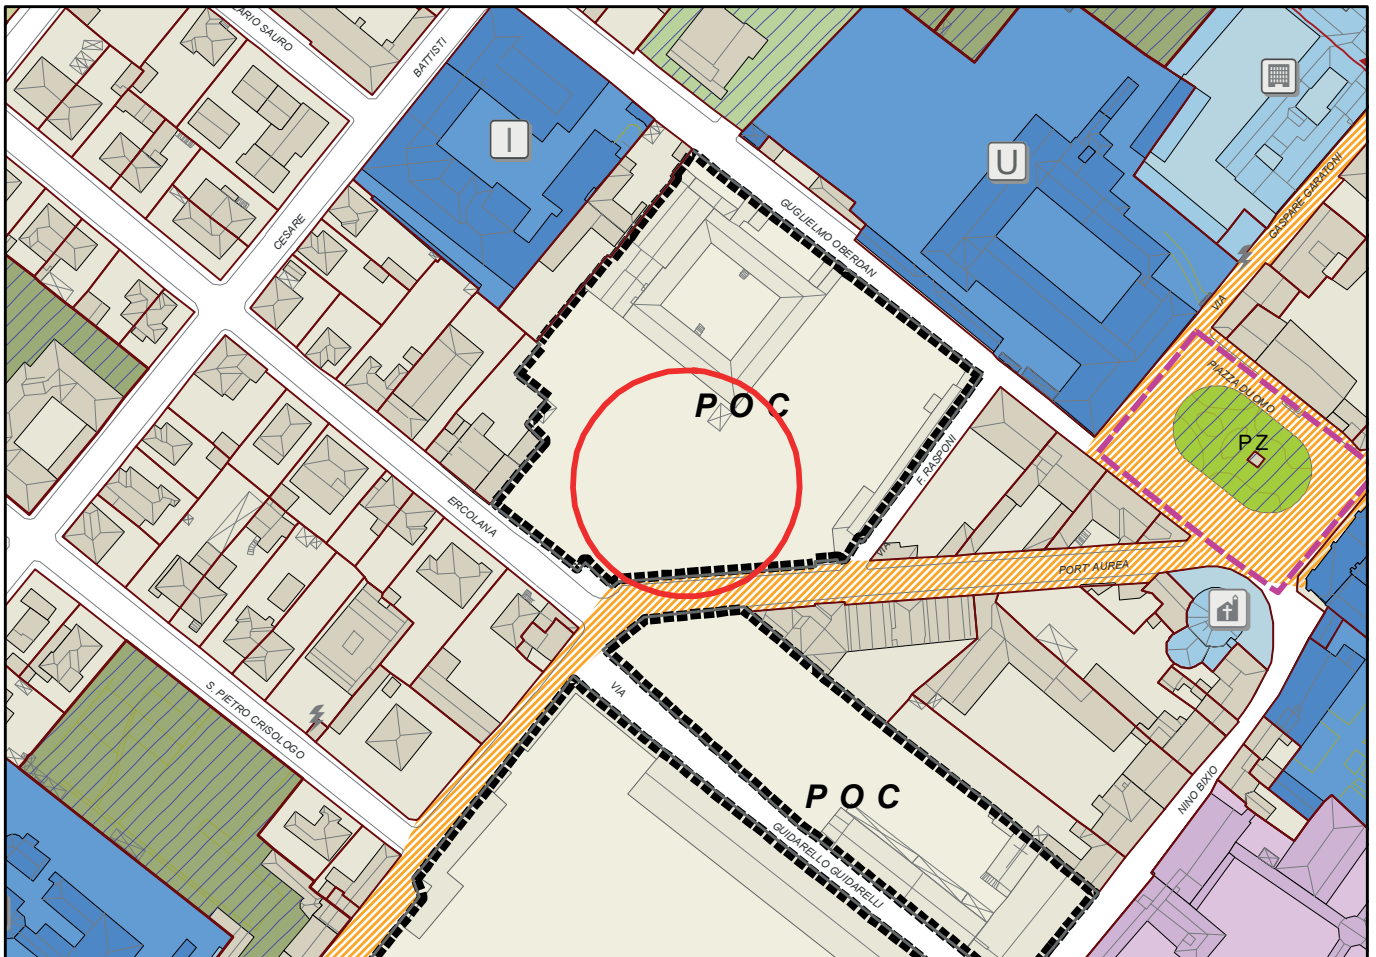 SAURO
BATTISTI
I
U
GASPARE GARATONI
CESARE
GUGLIELMO OBERDAN
VIA
PIAZZA DUOMO
P O C
PZ
F. RASPONI
ERCOLANA
VIA
PORT' AUREA
S. PIETRO CRISOLOGO
VIA
P O C
NINO BIXIO
GUIDARELLO GUIDARELLI